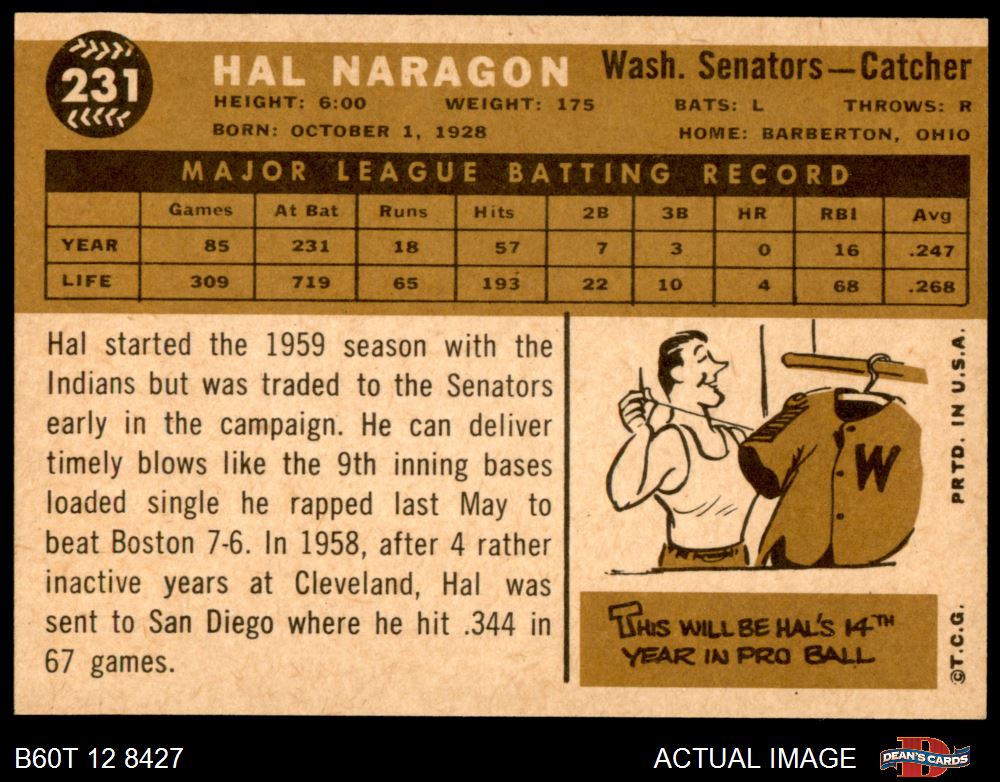 231
HAL NARAGON Wash. Senators—Catcher
HEIGHT: 6:00 WEIGHT: 175 BATS: L THROWS: R
BORN: OCTOBER 1, 1928 HOME: BARBERTON, OHIO
MAJOR LEAGUE BATTING RECORD
Games At Bat Runs Hits 2B 3B HR RBI Avg
YEAR 85 231 18 57 7 3 0 16 .247
LIFE 309 719 65 193 22 10 4 68 .268
Hal started the 1959 season with the
Indians but was traded to the Senators
early in the campaign. He can deliver
timely blows like the 9th inning bases
loaded single he rapped last May to
beat Boston 7-6. In 1958, after 4 rather
inactive years at Cleveland, Hal was
sent to San Diego where he hit .344 in
67 games.
W
THIS WILL BE HAL'S 14TH
YEAR IN PRO BALL
PRTD. IN U.S.A.
©T.C.G.
B60T 12 8427
ACTUAL IMAGE
DEAN'S CARDS